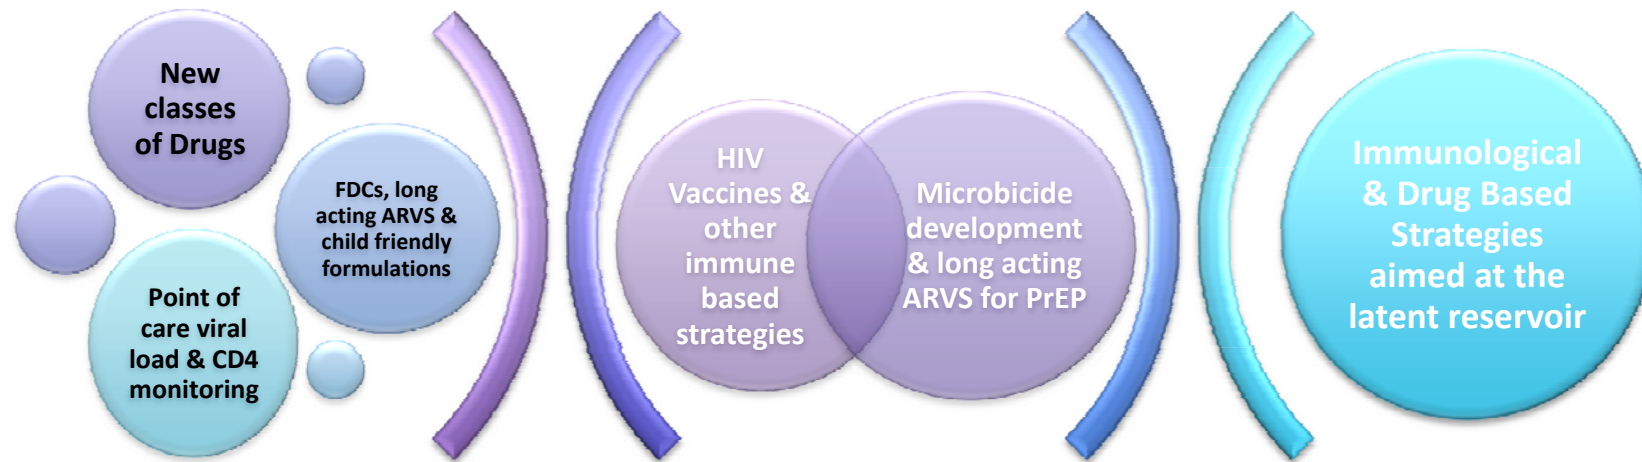 New
classes
of Drugs
FDCs, long
acting ARVS &
child friendly
formulations
Point of
care viral
load & CD4
monitoring
HIV
Vaccines &
other
immune
based
strategies
Microbicide
development
& long acting
ARVS for PrEP
Immunological
& Drug Based
Strategies
aimed at the
latent reservoir